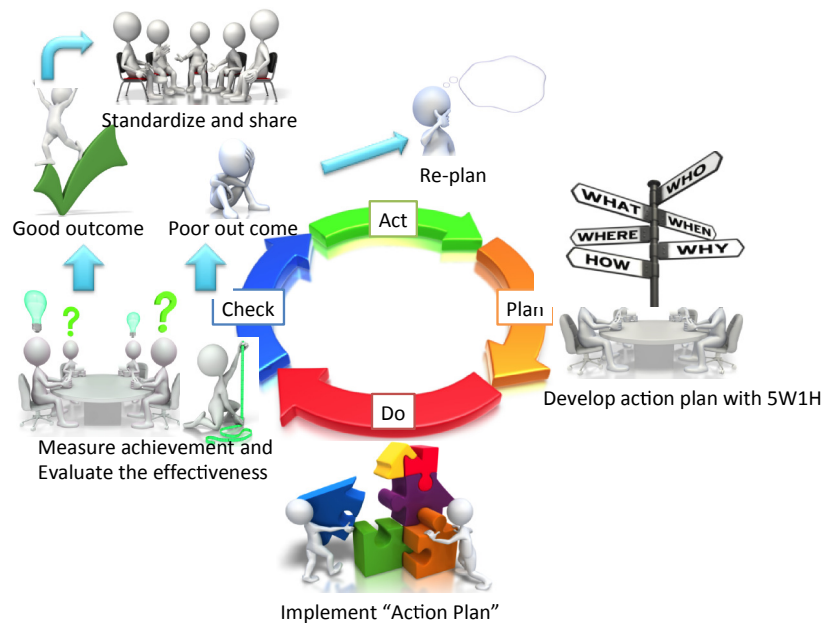 Standardize and share
Re-plan
Good outcome
Poor out come
Act
WHO
WHAT
WHEN
WHERE
WHY
HOW
Check
Plan
?
?
Develop action plan with 5W1H
Do
Measure achievement and
Evaluate the effectiveness
Implement “Action Plan”